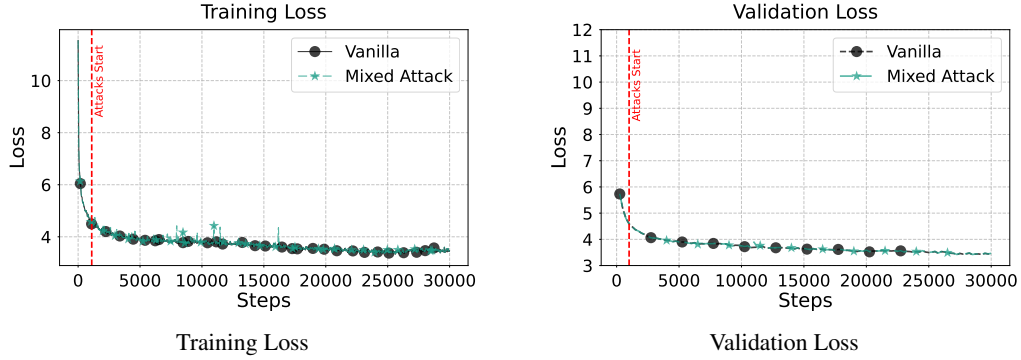 Training Loss
Loss
10
8
6
4
Attacks Start
Vanilla
Mixed Attack
0
5000
10000
15000
20000
25000
30000
Steps
Training Loss
Validation Loss
Loss
12
11
10
9
8
7
6
5
4
3
Attacks Start
Vanilla
Mixed Attack
0
5000
10000
15000
20000
25000
30000
Steps
Validation Loss